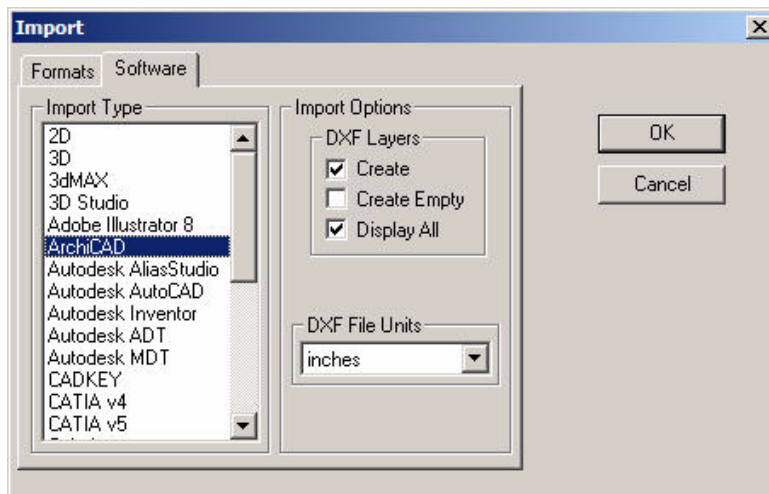 Import
Formats
Software
Import Type
2D
3D
3dMAX
3D Studio
Adobe Illustrator 8
ArchiCAD
Autodesk AliasStudio
Autodesk AutoCAD
Autodesk Inventor
Autodesk ADT
Autodesk MDT
CADKEY
CATIA v4
CATIA v5
Import Options
DXF Layers
Create
Create Empty
Display All
DXF File Units
inches
OK
Cancel